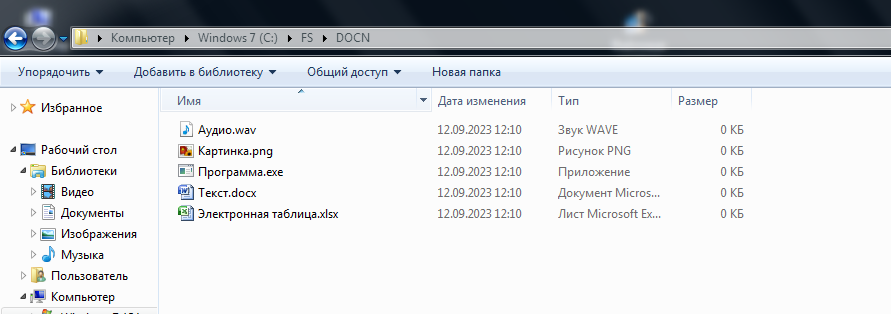 Компьютер Windows 7 (C:) FS DOCN
Упорядочить Добавить в библиотеку Общий доступ Новая папка
Избранное
Рабочий стол
Библиотеки
Видео
Документы
Изображения
Музыка
Пользователь
Компьютер
Имя Дата изменения Тип Размер
Аудио.wav 12.09.2023 12:10 Звук WAVE 0 КБ
Картинка.png 12.09.2023 12:10 Рисунок PNG 0 КБ
Программа.exe 12.09.2023 12:10 Приложение 0 КБ
Текст.docx 12.09.2023 12:10 Документ Micros... 0 КБ
Электронная таблица.xlsx 12.09.2023 12:10 Лист Microsoft Ex... 0 КБ